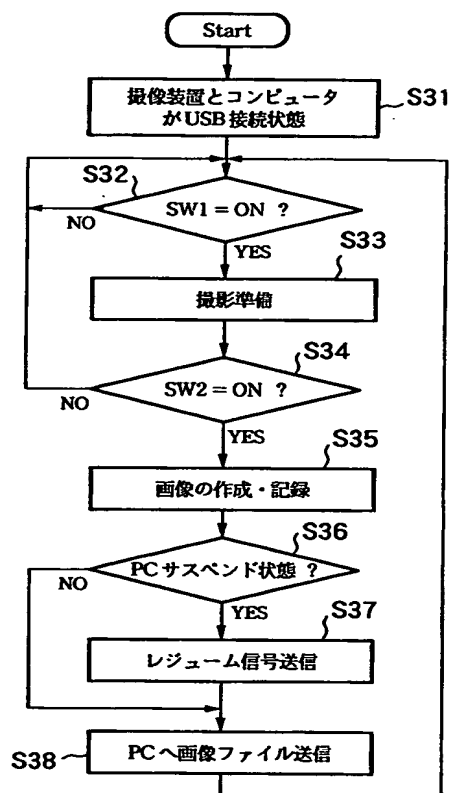 Start
撮像装置とコンピュータ
がUSB接続状態
S31
S32
SW1=ON ?
NO
YES
S33
撮影準備
S34
SW2=ON ?
NO
YES
S35
画像の作成・記録
S36
PCサスペンド状態 ?
NO
YES
S37
レジューム信号送信
S38
PCへ画像ファイル送信